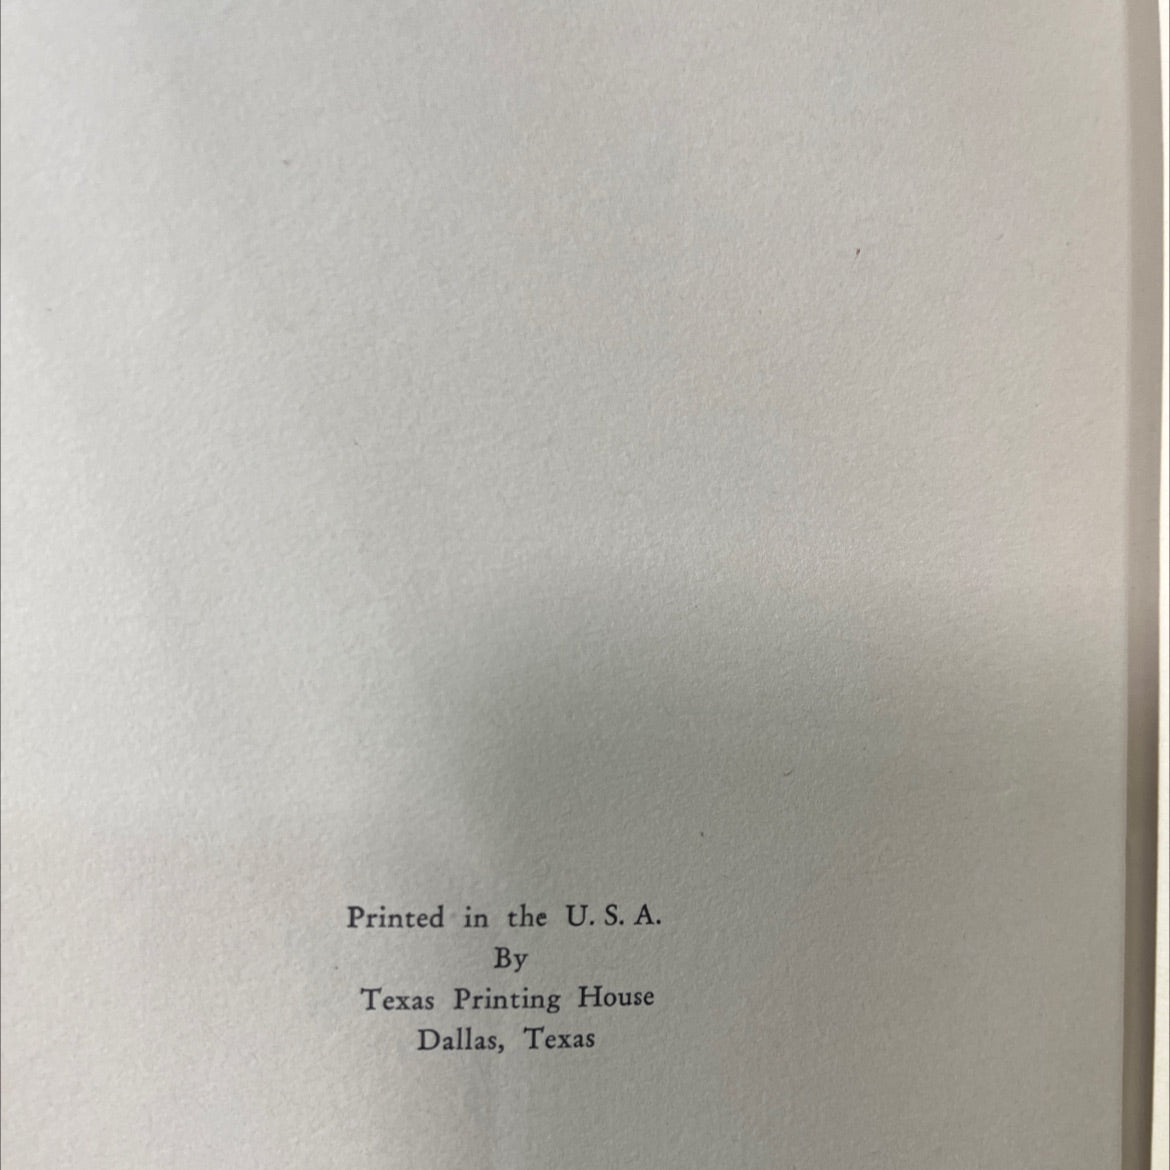 Printed in the U. S. A.
By
Texas Printing House
Dallas, Texas